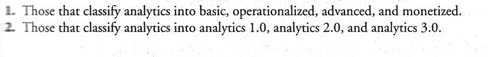 1. Those that classify analytics into basic, operationalized, advanced, and monetized.
2. Those that classify analytics into analytics 1.0, analytics 2.0, and analytics 3.0.